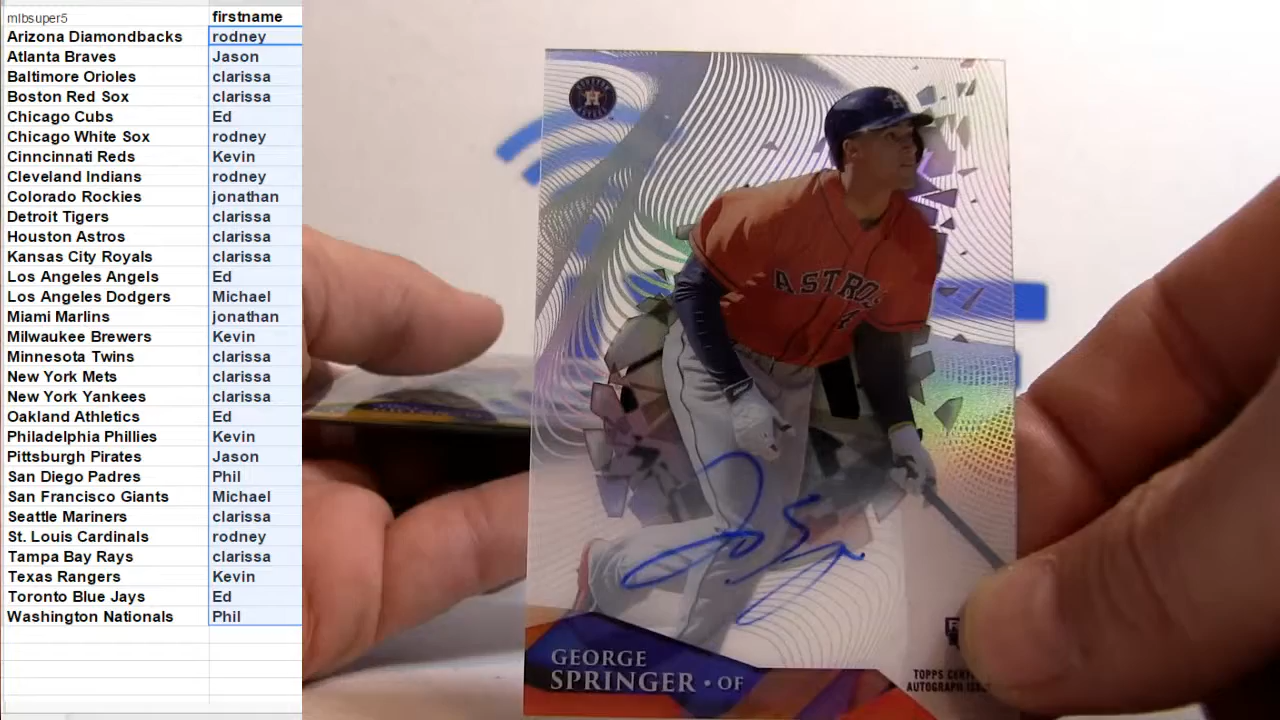 mlbsuper5 firstname
Arizona Diamondbacks rodney
Atlanta Braves Jason
Baltimore Orioles clarissa
Boston Red Sox clarissa
Chicago Cubs Ed
Chicago White Sox rodney
Cinncinnati Reds Kevin
Cleveland Indians rodney
Colorado Rockies jonathan
Detroit Tigers clarissa
Houston Astros clarissa
Kansas City Royals clarissa
Los Angeles Angels Ed
Los Angeles Dodgers Michael
Miami Marlins jonathan
Milwaukee Brewers Kevin
Minnesota Twins clarissa
New York Mets clarissa
New York Yankees clarissa
Oakland Athletics Ed
Philadelphia Phillies Kevin
Pittsburgh Pirates Jason
San Diego Padres Phil
San Francisco Giants Michael
Seattle Mariners clarissa
St. Louis Cardinals rodney
Tampa Bay Rays clarissa
Texas Rangers Kevin
Toronto Blue Jays Ed
Washington Nationals Phil
H
ASTROS
4
GEORGE
SPRINGER • OF
TOPPS
AUTOGRAPH